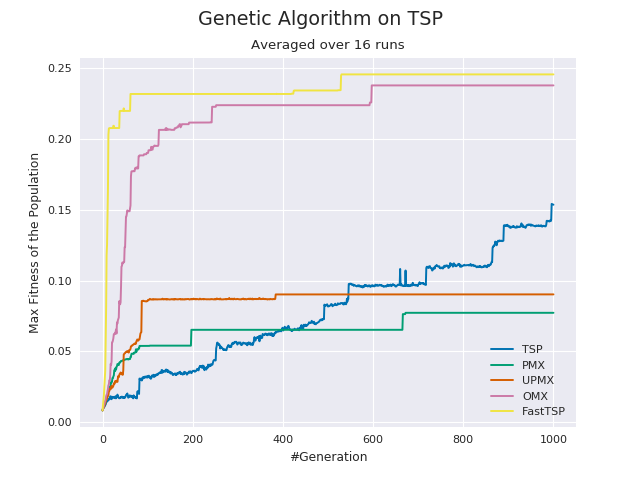 Genetic Algorithm on TSP
Averaged over 16 runs
Max Fitness of the Population
0.25
0.20
0.15
0.10
0.05
0.00
0
200
400
600
800
1000
#Generation
TSP
PMX
UPMX
OMX
FastTSP